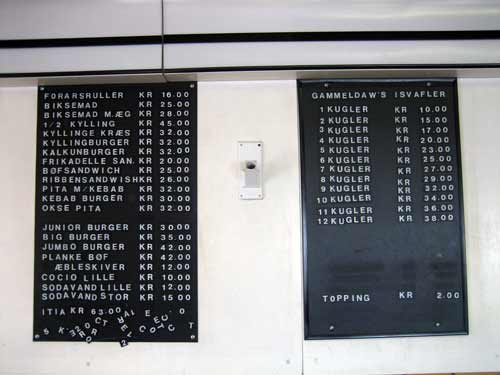 FORARSRULLER KR 16.00
BIKSEMAD KR 25.00
BIKSEMAD M.ÆG KR 28.00
1/2 KYLLING KR 45.00
KYLLINGE KRÆS KR 32.00
KYLLINGBURGER KR 32.00
KALKUNBURGER KR 32.00
FRIKADELLE SAN. KR 20.00
BØFSANDWICH KR 25.00
RIBBENSANDWICH KR 26.00
PITA M/KEBAB KR 32.00
KEBAB BURGER KR 30.00
OKSE PITA KR 32.00
JUNIOR BURGER KR 30.00
BIG BURGER KR 35.00
JUMBO BURGER KR 42.00
PLANKE BØF KR 42.00
ÆBLESKIVER KR 12.00
COCIO LILLE KR 10.00
SODAVAND LILLE KR 12.00
SODAVAND STOR KR 15.00
ITIA KR 63.00
GAMMELDAW'S ISVAFLER
1 KUGLER KR 10.00
2 KUGLER KR 15.00
3 KUGLER KR 17.00
4 KUGLER KR 20.00
5 KUGLER KR 23.00
6 KUGLER KR 25.00
7 KUGLER KR 27.00
8 KUGLER KR 29.00
9 KUGLER KR 32.00
10 KUGLER KR 34.00
11 KUGLER KR 36.00
12 KUGLER KR 38.00
TOPPING KR 2.00